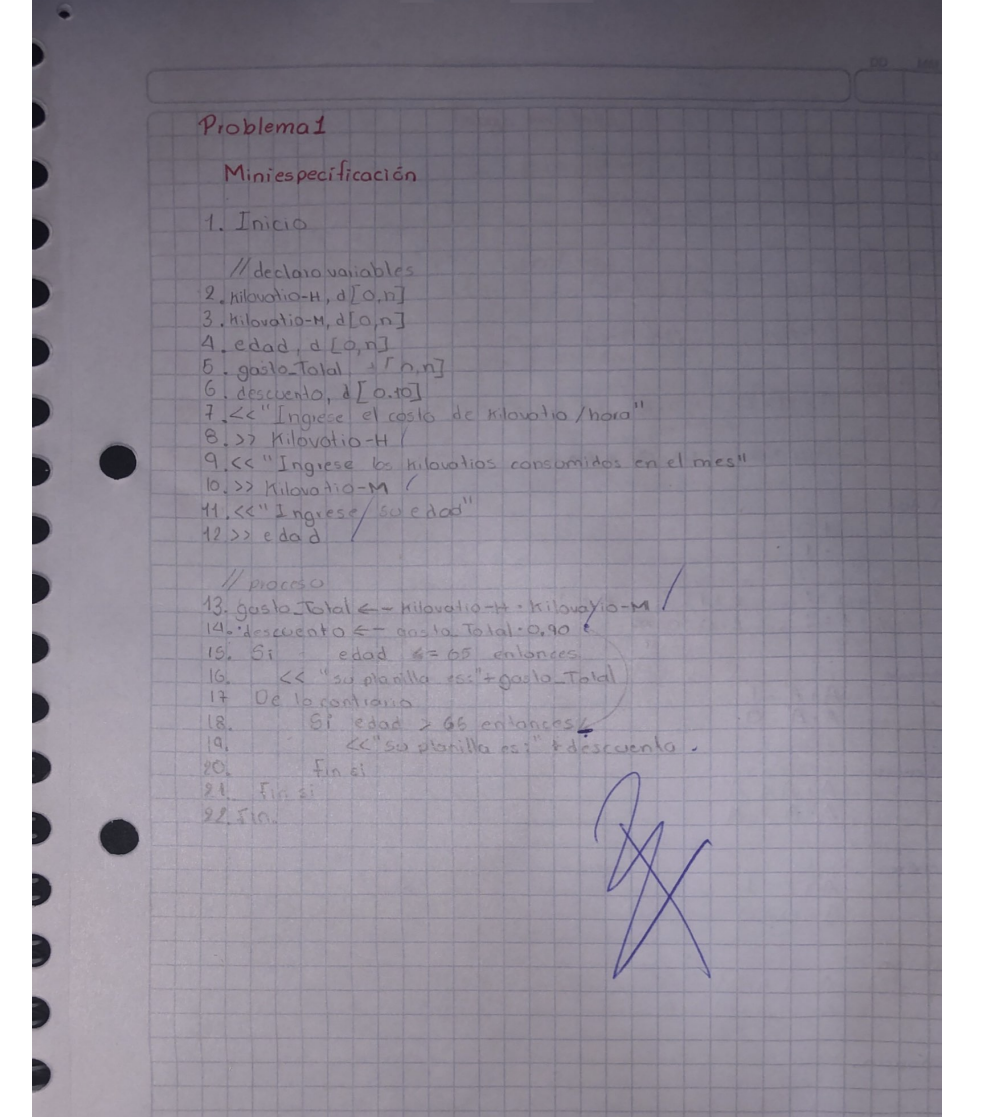 Problema 1
Miniespecificación
1. Inicio
// declaro variables
2. Kilovatio-H, d[0,n]
3. Kilovatio-M, d[0,n]
4. edad, d[0,n]
5. gasto_Total [0,n]
6. descuento, d[0.10]
7. <<"Ingrese el costo de Kilovatio/hora"
8. >> Kilovatio-H
9. << "Ingrese los kilovatios consumidos en el mes"
10. >> Kilovatio-M
11. <<"Ingrese su edad"
12 >> edad
// proceso
13. gasto_Total <- Kilovatio-H · Kilovatio-M
14. descuento <- gasto_Total · 0.90
15. Si edad <= 65 entonces
16. << "su planilla es:"+gasto_Total
17 De lo contrario
18. Si edad > 65 entonces
19. <<"su planilla es:" + descuento.
20. fin si
21. fin si
22. Fin.